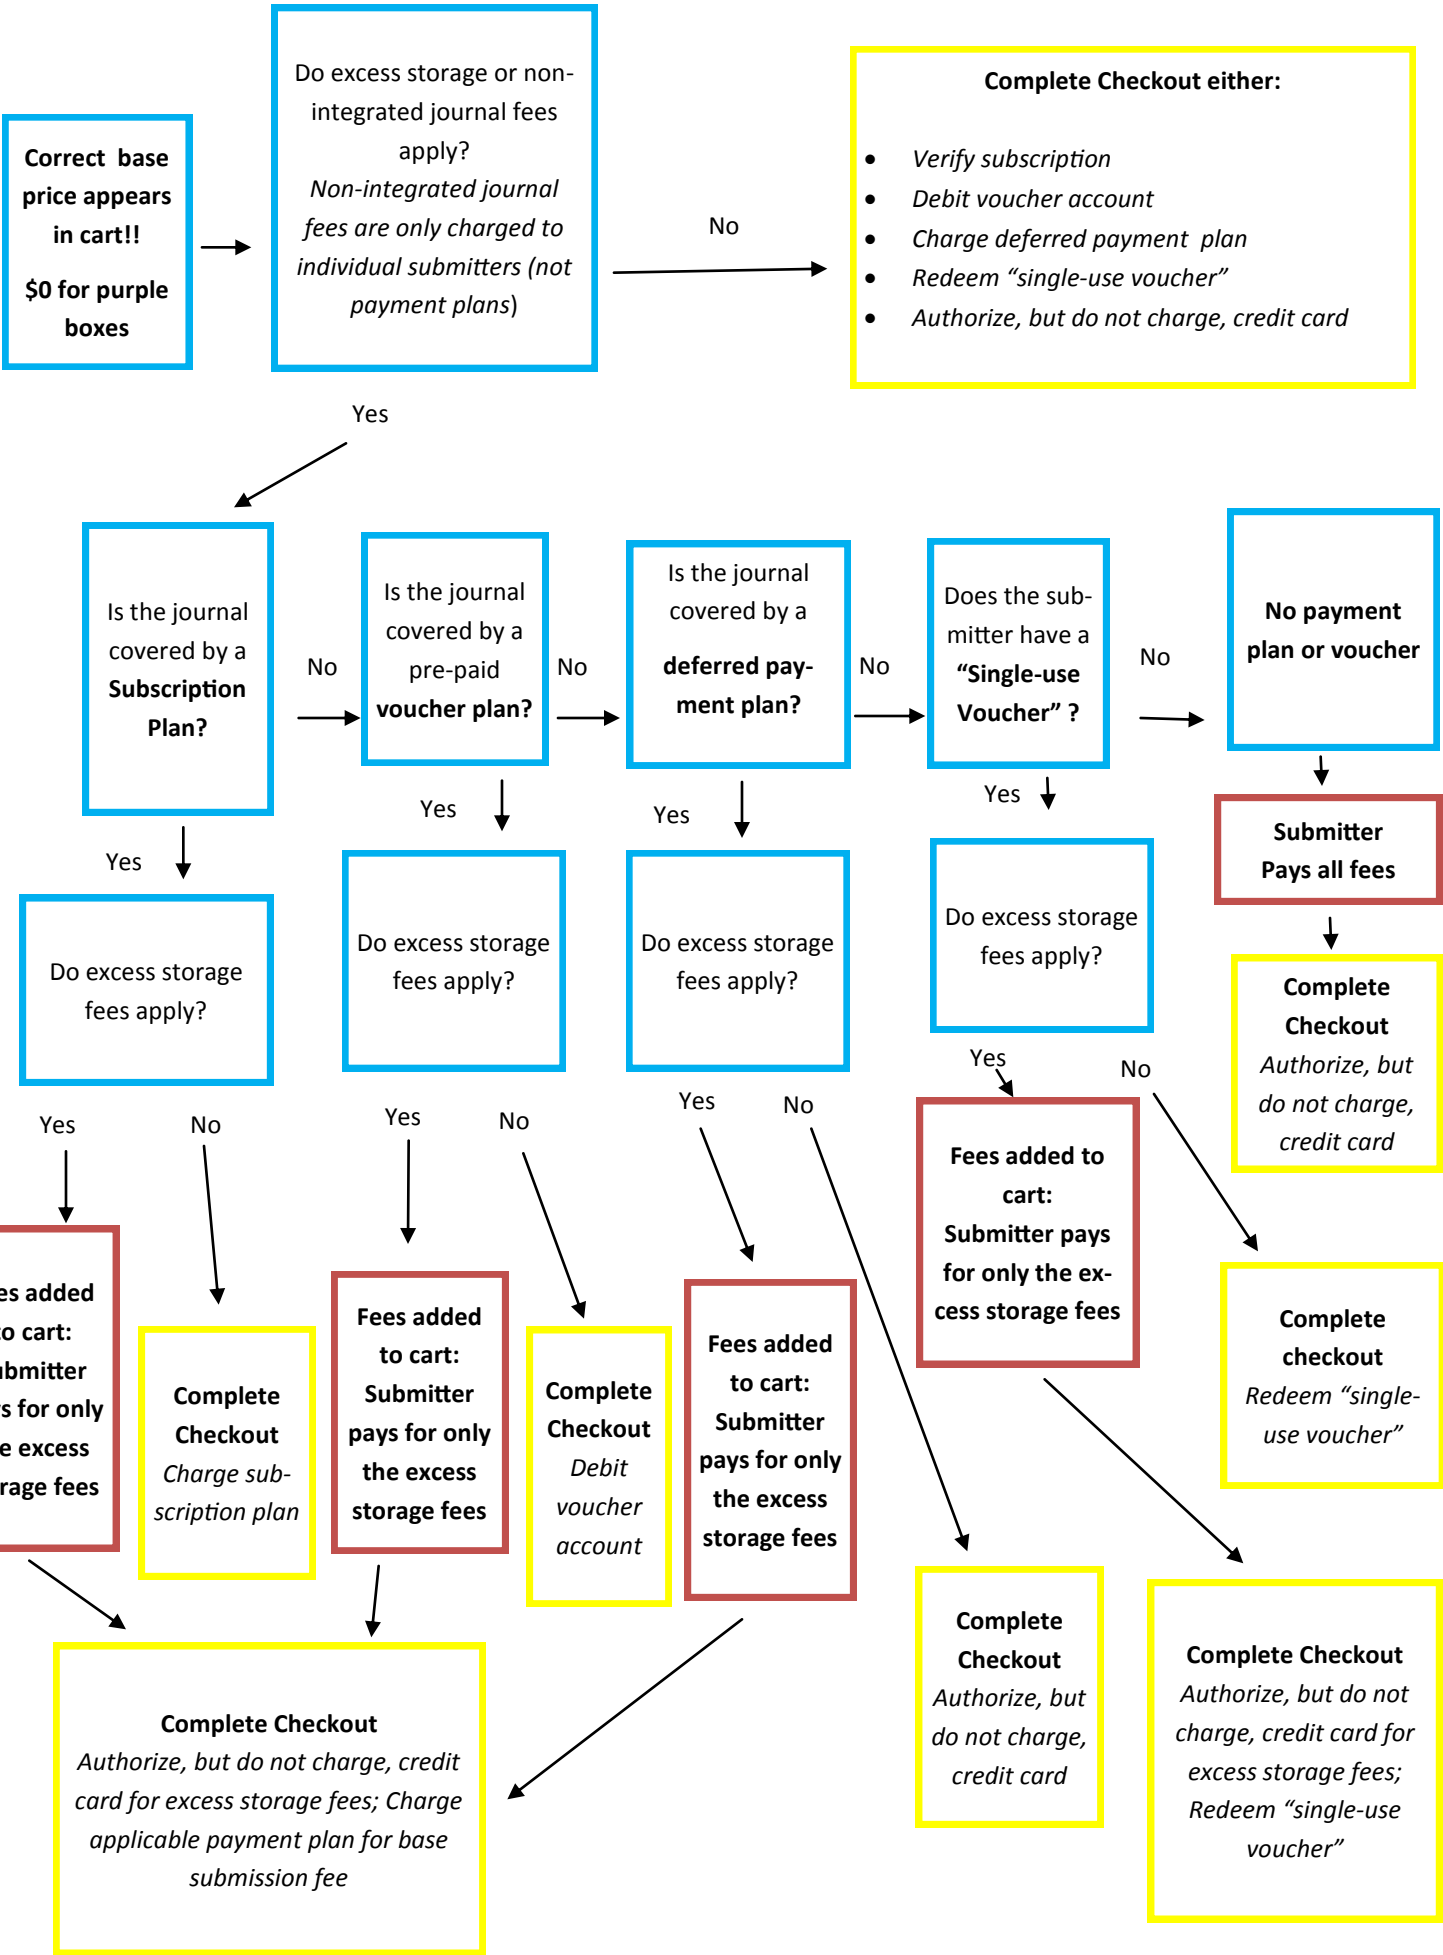 Correct base
price appears
in cart!!
$0 for purple
boxes
Do excess storage or non-
integrated journal fees
apply?
Non-integrated journal
fees are only charged to
individual submitters (not
payment plans)
No
Complete Checkout either:
• Verify subscription
• Debit voucher account
• Charge deferred payment plan
• Redeem “single-use voucher”
• Authorize, but do not charge, credit card
Yes
Is the journal
covered by a
Subscription
Plan?
No
Is the journal
covered by a
pre-paid
voucher plan?
No
Is the journal
covered by a
deferred pay-
ment plan?
No
Does the sub-
mitter have a
“Single-use
Voucher” ?
No
No payment
plan or voucher
Yes
Yes
Yes
Yes
Submitter
Pays all fees
Do excess storage
fees apply?
Do excess storage
fees apply?
Do excess storage
fees apply?
Do excess storage
fees apply?
Complete
Checkout
Authorize, but
do not charge,
credit card
Yes
No
Yes
No
Yes
No
Yes
No
es added
to cart:
ubmitter
s for only
e excess
rage fees
Complete
Checkout
Charge sub-
scription plan
Fees added
to cart:
Submitter
pays for only
the excess
storage fees
Complete
Checkout
Debit
voucher
account
Fees added
to cart:
Submitter
pays for only
the excess
storage fees
Fees added to
cart:
Submitter pays
for only the ex-
cess storage fees
Complete
checkout
Redeem “single-
use voucher”
Complete Checkout
Authorize, but do not charge, credit
card for excess storage fees; Charge
applicable payment plan for base
submission fee
Complete
Checkout
Authorize, but
do not charge,
credit card
Complete Checkout
Authorize, but do not
charge, credit card for
excess storage fees;
Redeem “single-use
voucher”